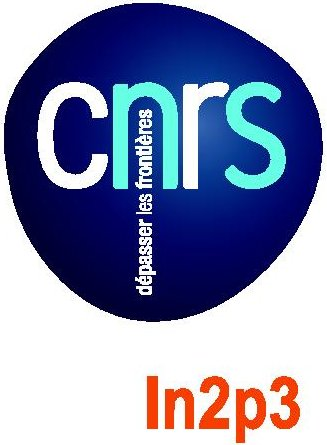 cnrs
dépasser les frontières
In2p3